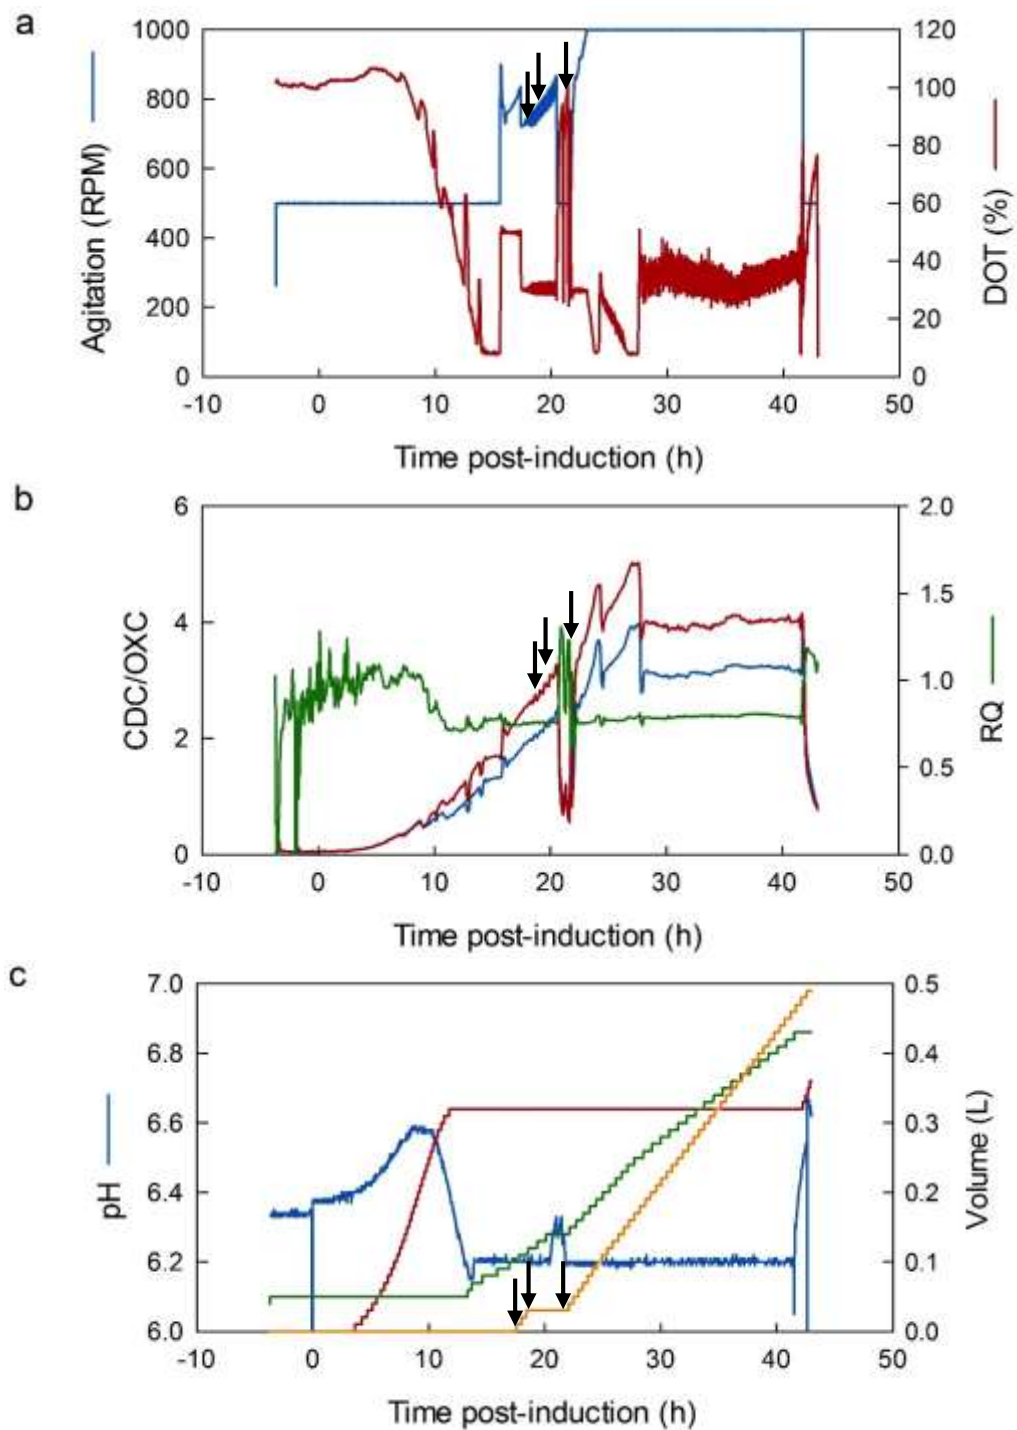 a
Agitation (RPM)
1000
800
600
400
200
0
120
100
80
60
40
20
0
DOT (%)
-10 0 10 20 30 40 50
Time post-induction (h)
b
CDC/OXC
6
4
2
0
2.0
1.5
1.0
0.5
0.0
RQ
-10 0 10 20 30 40 50
Time post-induction (h)
c
pH
7.0
6.8
6.6
6.4
6.2
6.0
0.5
0.4
0.3
0.2
0.1
0.0
Volume (L)
-10 0 10 20 30 40 50
Time post-induction (h)